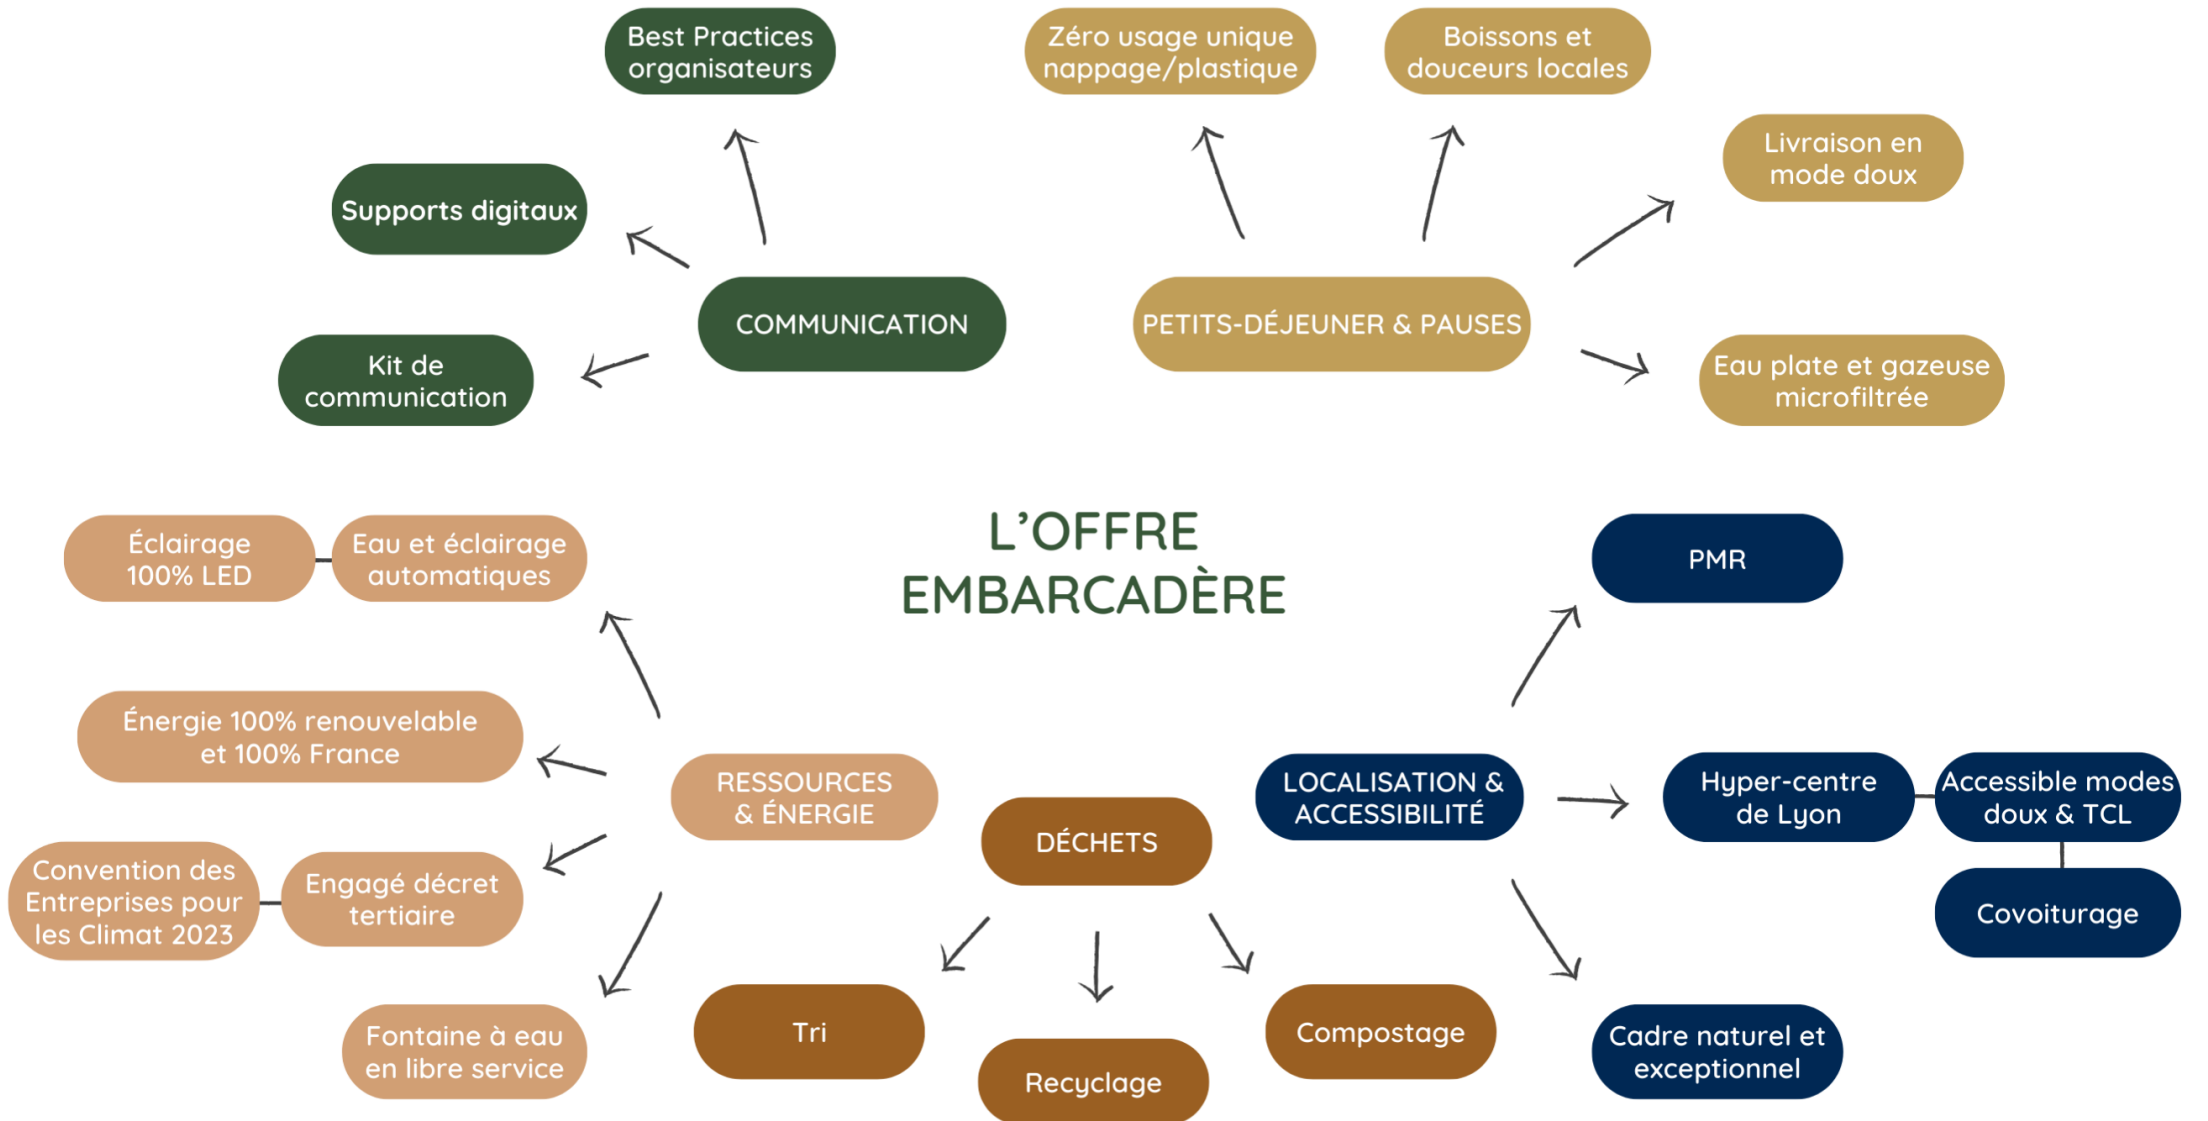 Best Practices
organisateurs
Zéro usage unique
nappage/plastique
Boissons et
douceurs locales
Livraison en
mode doux
Supports digitaux
COMMUNICATION
PETITS-DÉJEUNER & PAUSES
Kit de
communication
Eau plate et gazeuse
microfiltrée
L'OFFRE
EMBARCADÈRE
Éclairage
100% LED
Eau et éclairage
automatiques
PMR
Énergie 100% renouvelable
et 100% France
RESSOURCES
& ÉNERGIE
DÉCHETS
LOCALISATION &
ACCESSIBILITÉ
Hyper-centre
de Lyon
Accessible modes
doux & TCL
Covoiturage
Convention des
Entreprises pour
les Climat 2023
Engagé décret
tertiaire
Fontaine à eau
en libre service
Tri
Recyclage
Compostage
Cadre naturel et
exceptionnel